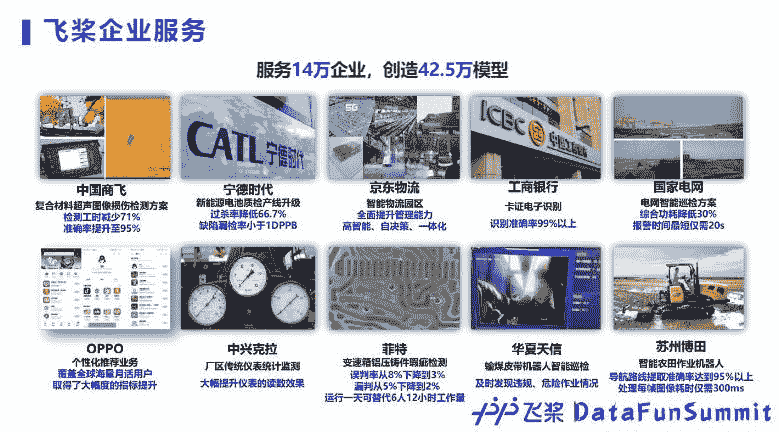 飞桨企业服务
服务14万企业，创造42.5万模型
5G
CATL 宁德时代
ICBC
中国商飞
复合材料超声图像损伤检测方案
检测工时减少71%
准确率提升至95%
宁德时代
新能源电池质检产线升级
过杀率降低66.7%
缺陷漏检率小于1DPPB
京东物流
智能物流园区
全面提升管理能力
高智能、自决策、一体化
工商银行
卡证电子识别
识别准确率99%以上
国家电网
电网智能巡检方案
综合功耗降低30%
报警时间最短仅需20s
OPPO
个性化推荐业务
覆盖全球海量月活用户
取得了大幅度的指标提升
中兴克拉
厂区传统仪表统计监测
大幅提升仪表的读数效果
菲特
变速箱铝压铸件瑕疵检测
误判率从8%下降到3%
漏判从5%下降到2%
运行一天可替代6人12小时工作量
华夏天信
输煤皮带机器人智能巡检
及时发现违规、危险作业情况
苏州博田
智能农田作业机器人
导航路线提取准确率达到95%以上
处理每帧图像耗时仅需300ms
飞桨 DataFunSummit